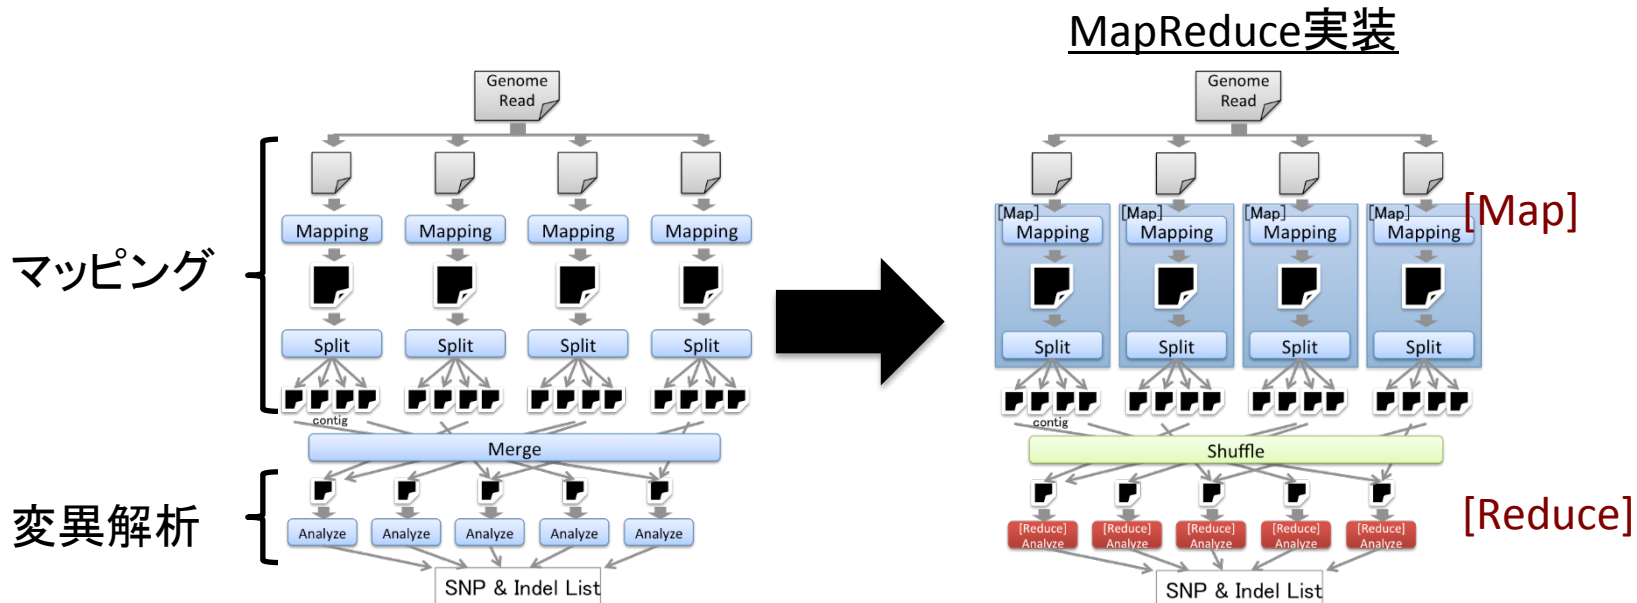 MapReduce実装
Genome
Read
マッピング
Mapping Mapping Mapping Mapping
Split Split Split Split
contig
Merge
変異解析
Analyze Analyze Analyze Analyze Analyze
SNP & Indel List
Genome
Read
[Map] [Map] [Map] [Map] [Map]
Mapping Mapping Mapping Mapping
Split Split Split Split
contig
Shuffle
[Reduce] [Reduce] [Reduce] [Reduce] [Reduce] [Reduce]
Analyze Analyze Analyze Analyze Analyze
SNP & Indel List